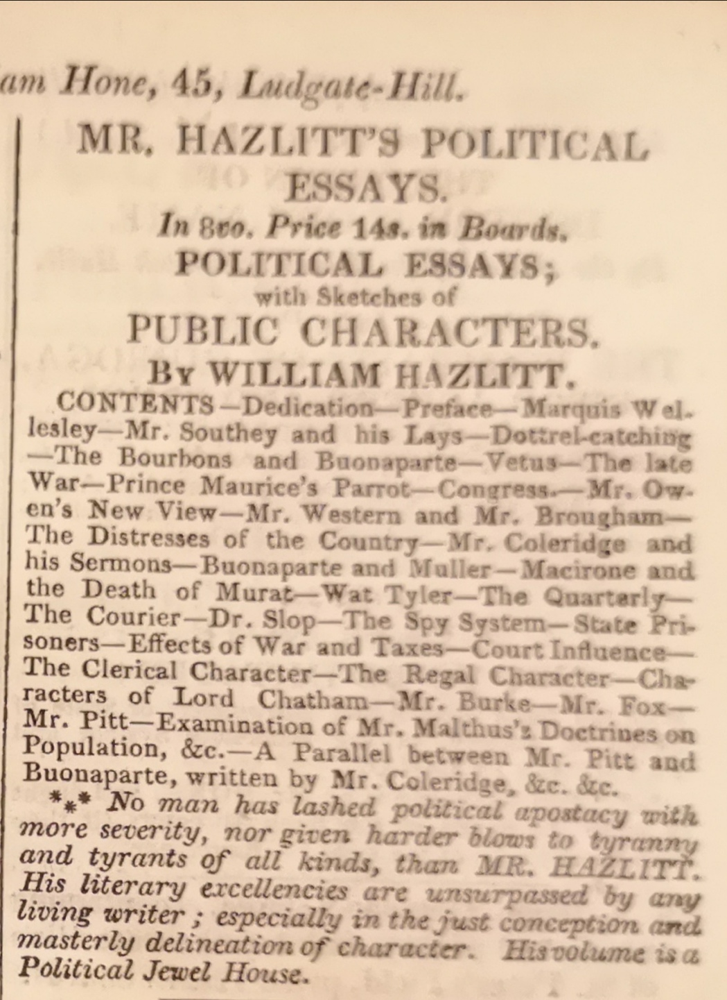 am Hone, 45, Ludgate-Hill.
MR. HAZLITT'S POLITICAL
ESSAYS.
In 8vo. Price 14s. in Boards.
POLITICAL ESSAYS;
with Sketches of
PUBLIC CHARACTERS.
By WILLIAM HAZLITT.
CONTENTS—Dedication—Preface—Marquis Wel-
lesley—Mr. Southey and his Lays—Dottrel-catching
—The Bourbons and Buonaparte—Vetus—The late
War—Prince Maurice's Parrot—Congress.—Mr. Ow-
en's New View—Mr. Western and Mr. Brougham—
The Distresses of the Country—Mr. Coleridge and
his Sermons—Buonaparte and Muller—Macirone and
the Death of Murat—Wat Tyler—The Quarterly—
The Courier—Dr. Slop—The Spy System—State Pri-
soners—Effects of War and Taxes—Court Influence—
The Clerical Character—The Regal Character—Cha-
racters of Lord Chatham—Mr. Burke—Mr. Fox—
Mr. Pitt—Examination of Mr. Malthus's Doctrines on
Population, &c.—A Parallel between Mr. Pitt and
Buonaparte, written by Mr. Coleridge, &c. &c.
*** No man has lashed political apostacy with
more severity, nor given harder blows to tyranny
and tyrants of all kinds, than MR. HAZLITT.
His literary excellencies are unsurpassed by any
living writer; especially in the just conception and
masterly delineation of character. His volume is a
Political Jewel House.